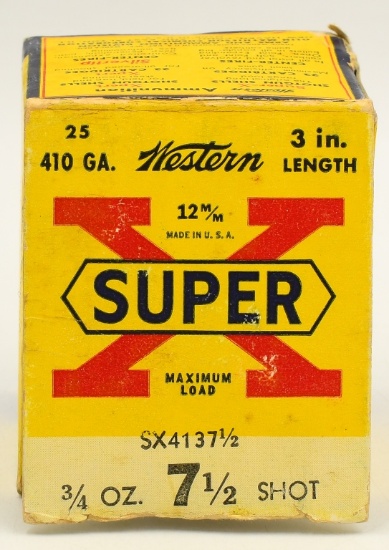 25
410 GA.
Western
3 in.
LENGTH
12 M/M
MADE IN U.S.A.
X
SUPER
MAXIMUM
LOAD
SX4137½
3/4 OZ. 7½ SHOT